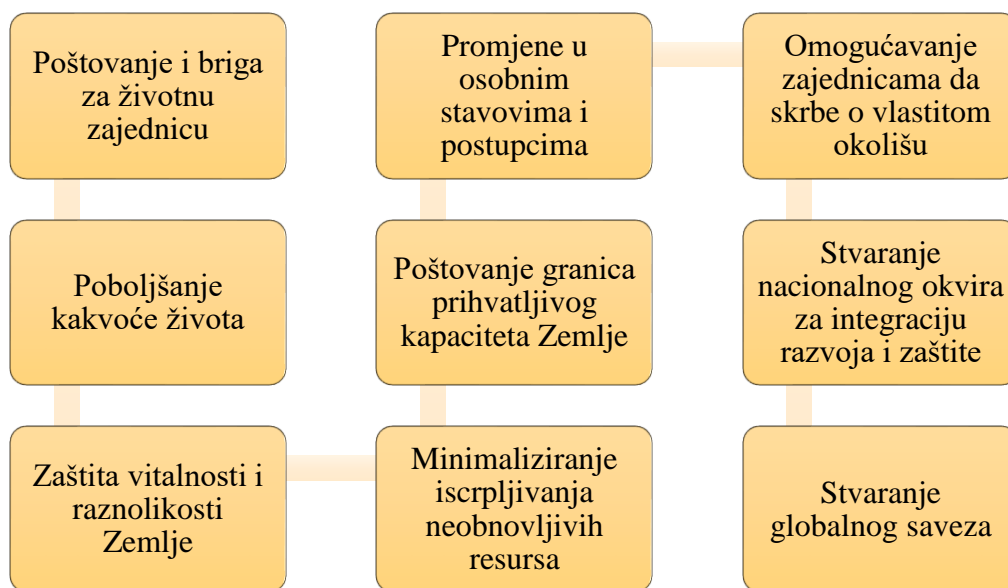 Poštovanje i briga
za životnu
zajednicu
Poboljšanje
kakvoće života
Zaštita vitalnosti i
raznolikosti
Zemlje
Minimaliziranje
iscrpljivanja
neobnovljivih
resursa
Poštovanje granica
prihvatljivog
kapaciteta Zemlje
Promjene u
osobnim
stavovima i
postupcima
Omogućavanje
zajednicama da
skrbe o vlastitom
okolišu
Stvaranje
nacionalnog okvira
za integraciju
razvoja i zaštite
Stvaranje
globalnog saveza